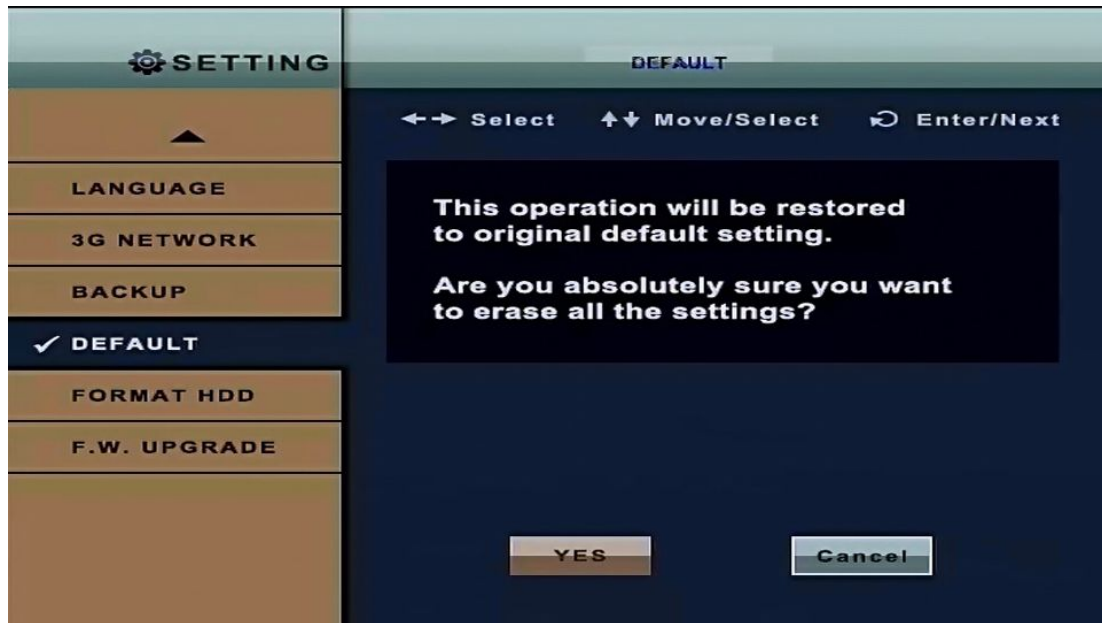 SETTING
DEFAULT
Select Move/Select Enter/Next
LANGUAGE
3G NETWORK
BACKUP
DEFAULT
FORMAT HDD
F.W. UPGRADE
This operation will be restored
to original default setting.
Are you absolutely sure you want
to erase all the settings?
YES
Cancel